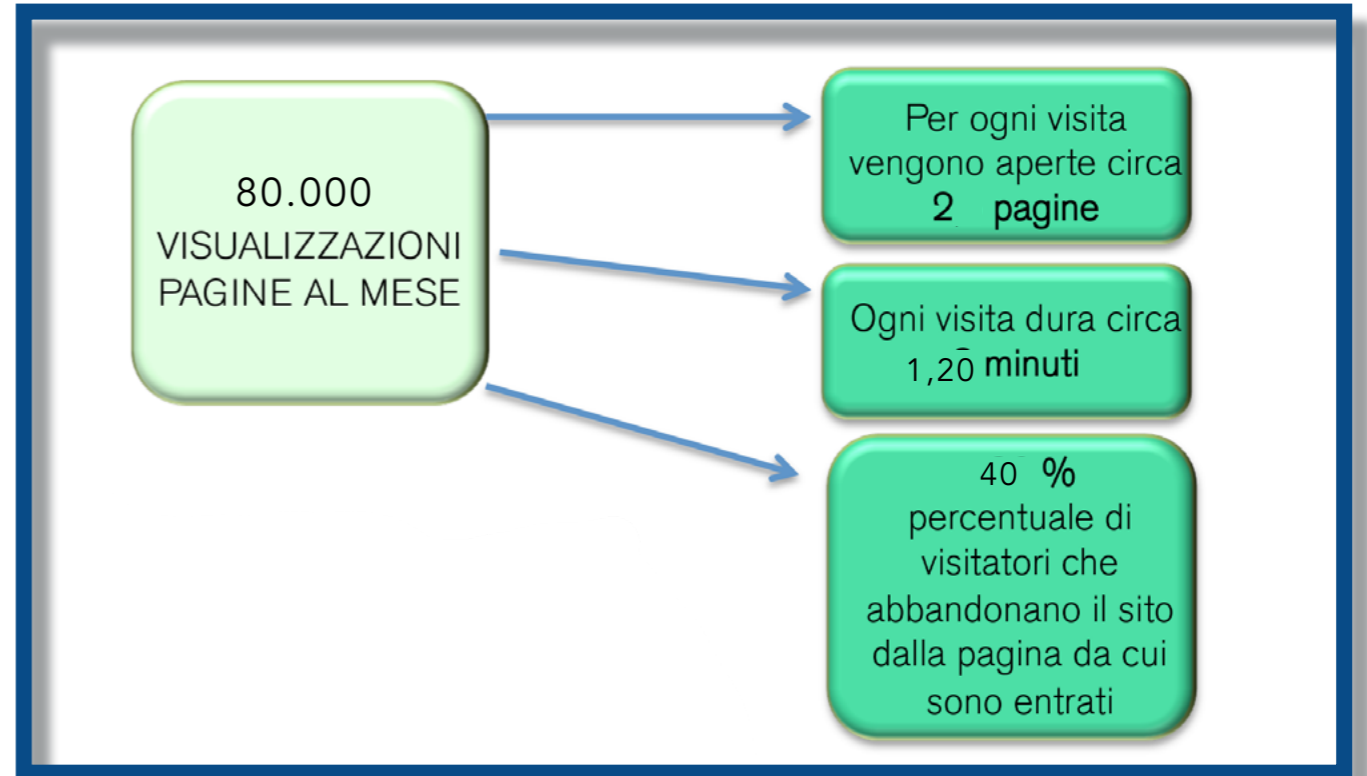 80.000
VISUALIZZAZIONI
PAGINE AL MESE
Per ogni visita
vengono aperte circa
2 pagine
Ogni visita dura circa
1,20 minuti
40 %
percentuale di
visitatori che
abbandonano il sito
dalla pagina da cui
sono entrati